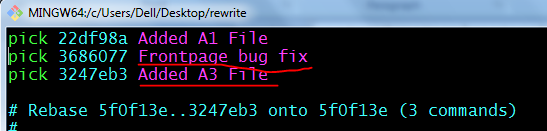 MINGW64:/c/Users/Dell/Desktop/rewrite
pick 22df98a Added A1 File
pick 3686077 Frontpage bug fix
pick 3247eb3 Added A3 File
# Rebase 5f0f13e..3247eb3 onto 5f0f13e (3 commands)
#